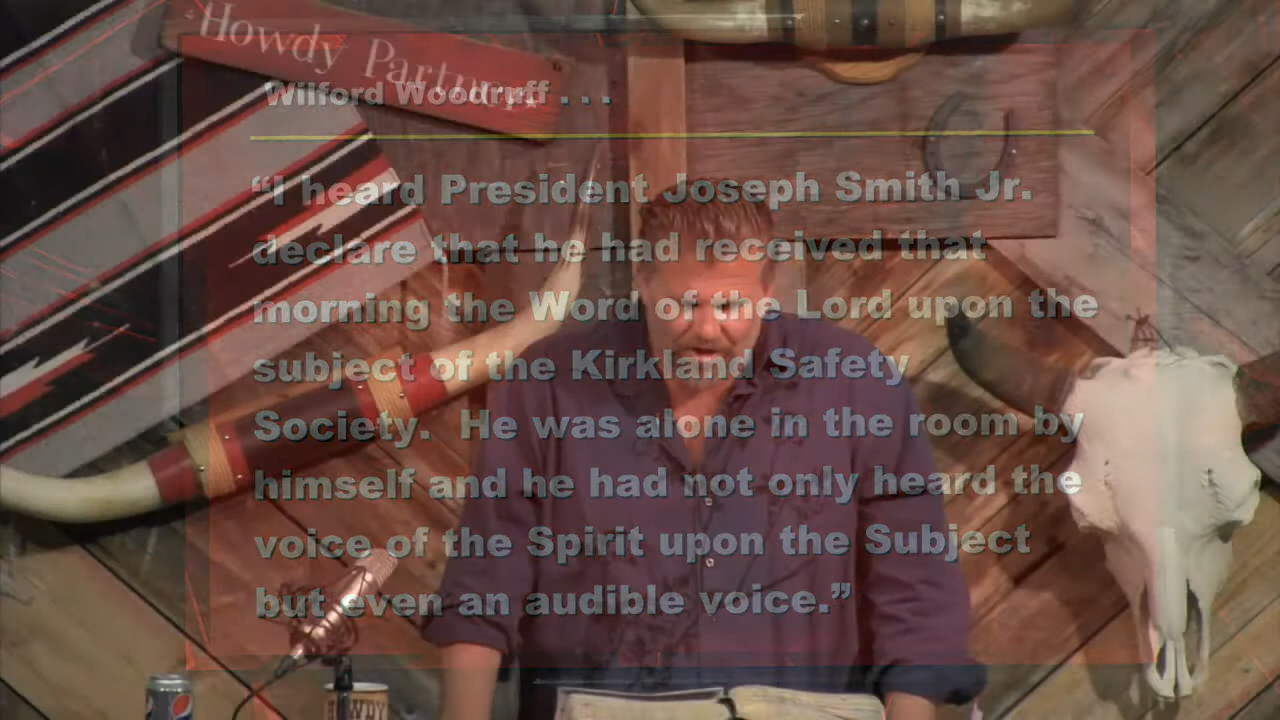 Howdy Partner
Wilford Woodruff . . .
“I heard President Joseph Smith Jr.
declare that he had received that
morning the Word of the Lord upon the
subject of the Kirkland Safety
Society.  He was alone in the room by
himself and he had not only heard the
voice of the Spirit upon the Subject
but even an audible voice.”